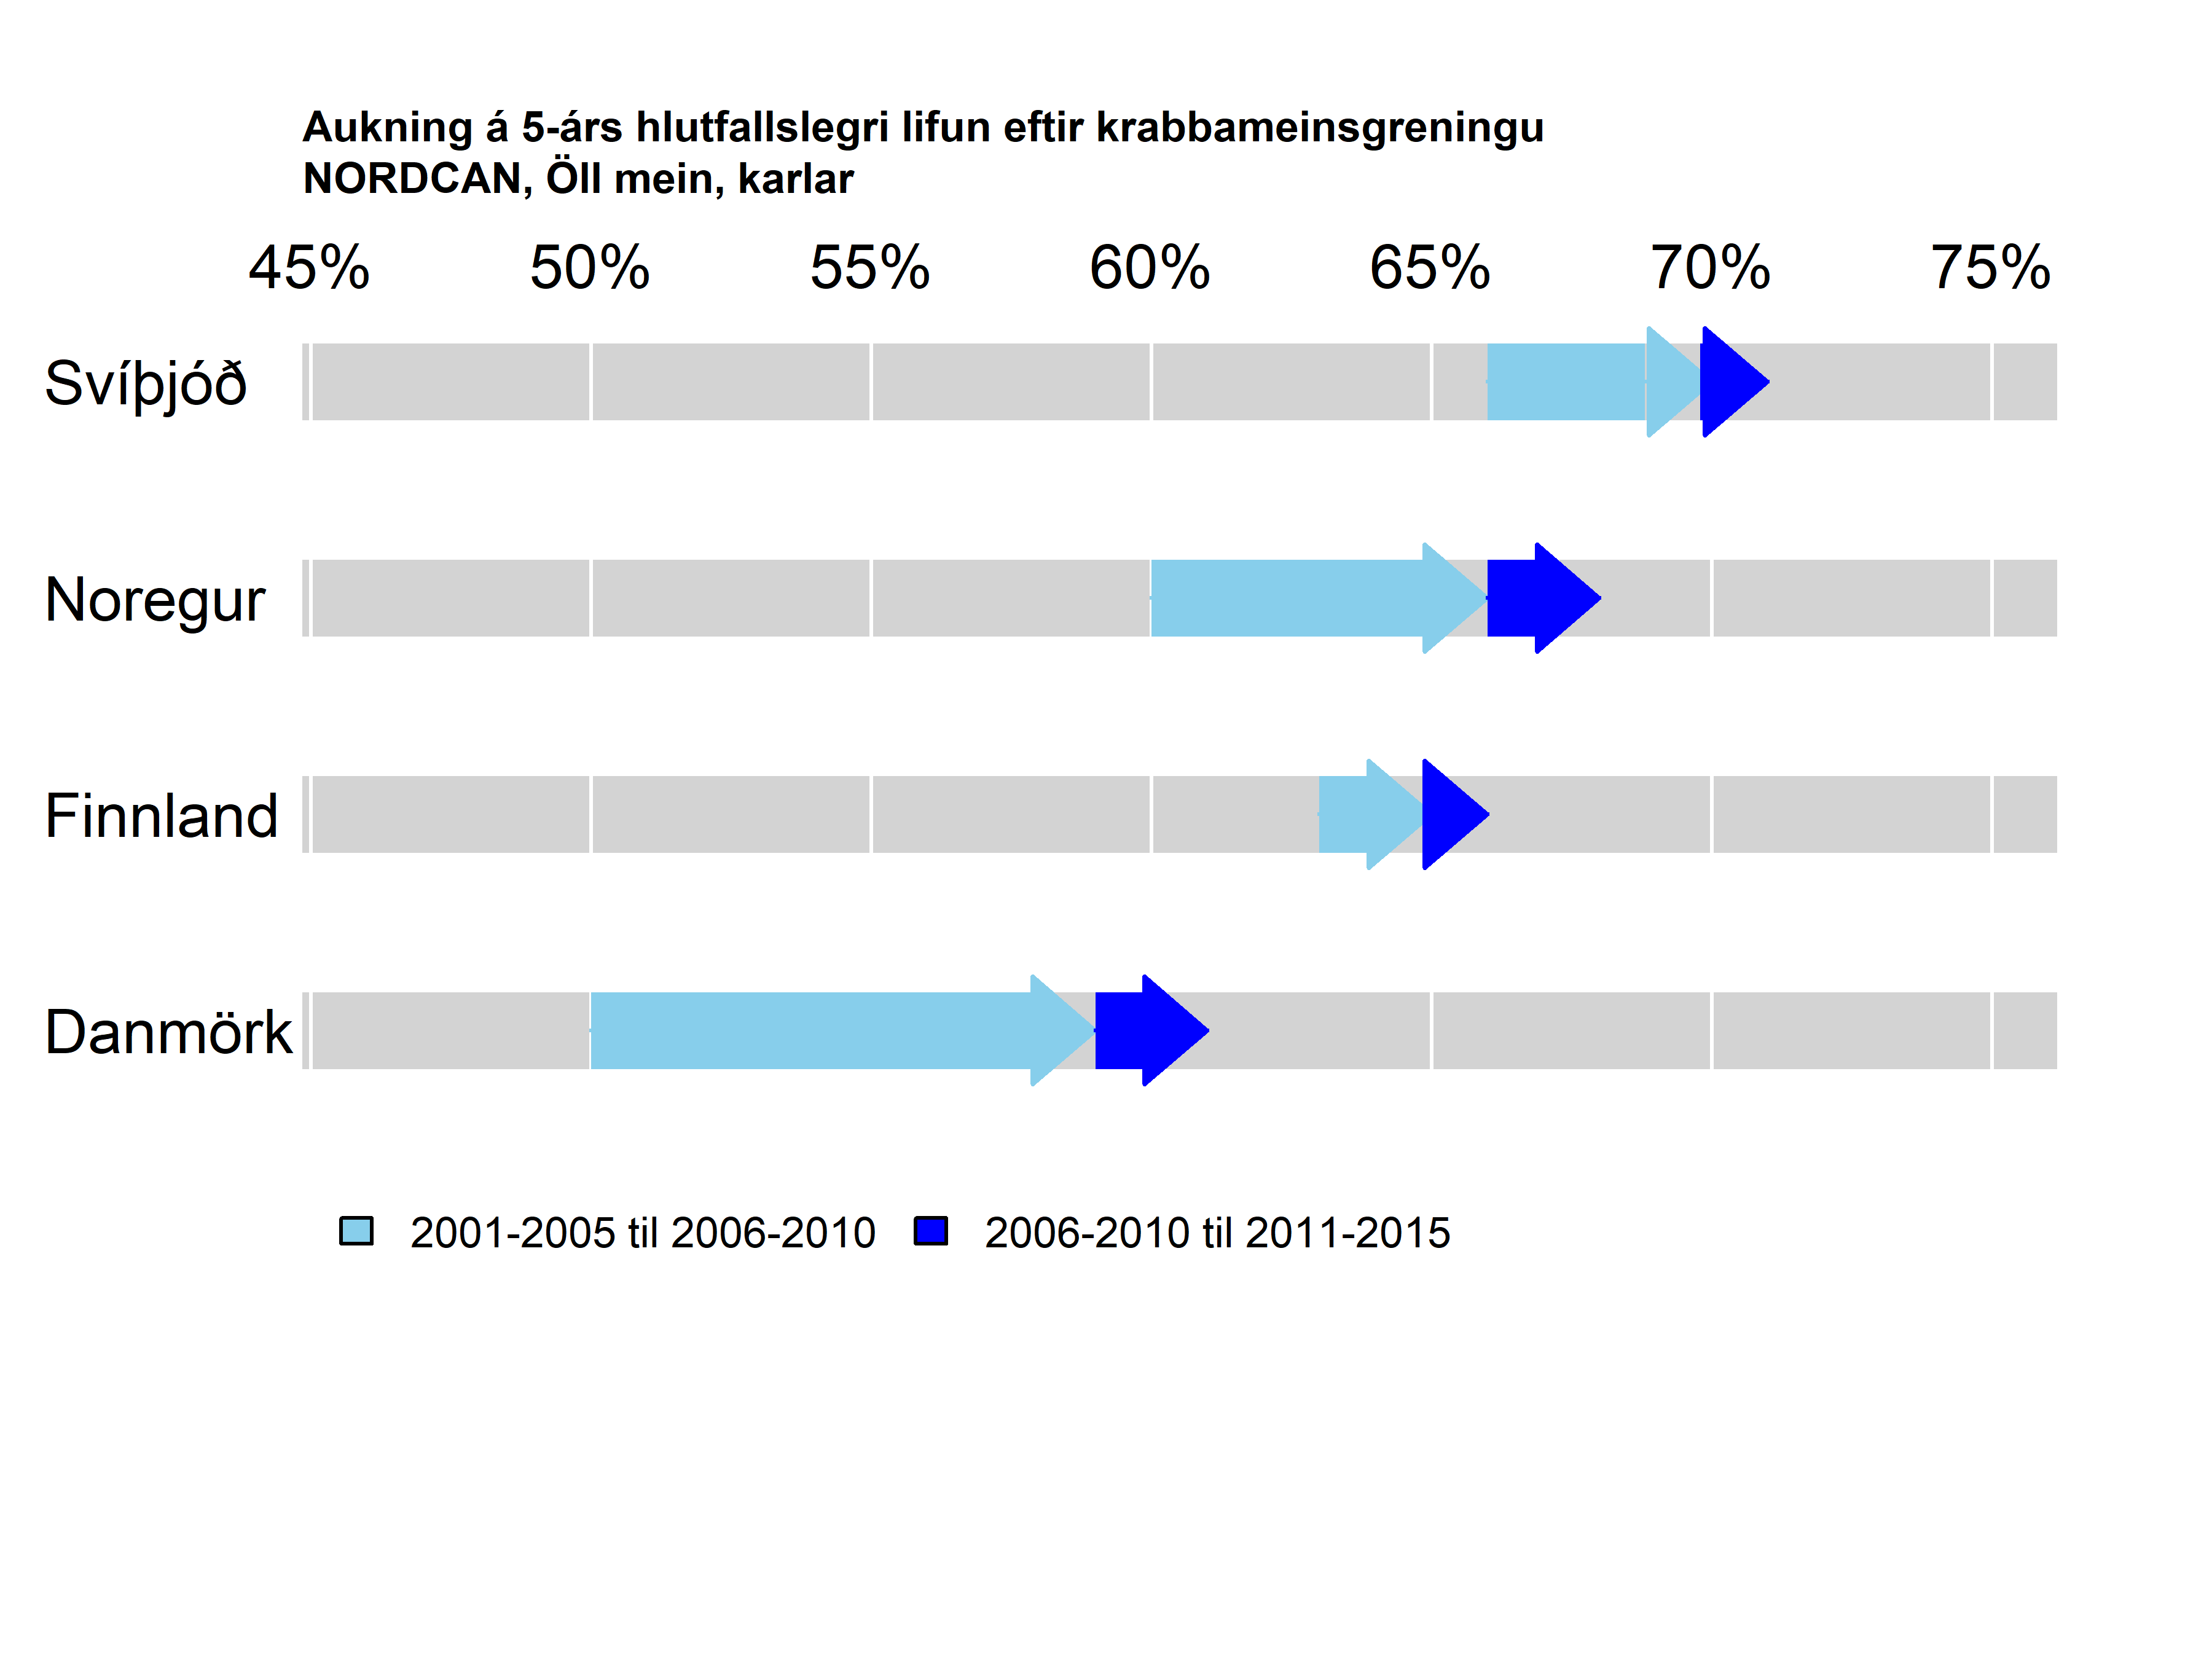 Aukning á 5-árs hlutfallslegri lifun eftir krabbameinsgreningu
NORDCAN, Öll mein, karlar
45% 50% 55% 60% 65% 70% 75%
Svíþjóð
Noregur
Finnland
Danmörk
2001-2005 til 2006-2010 2006-2010 til 2011-2015